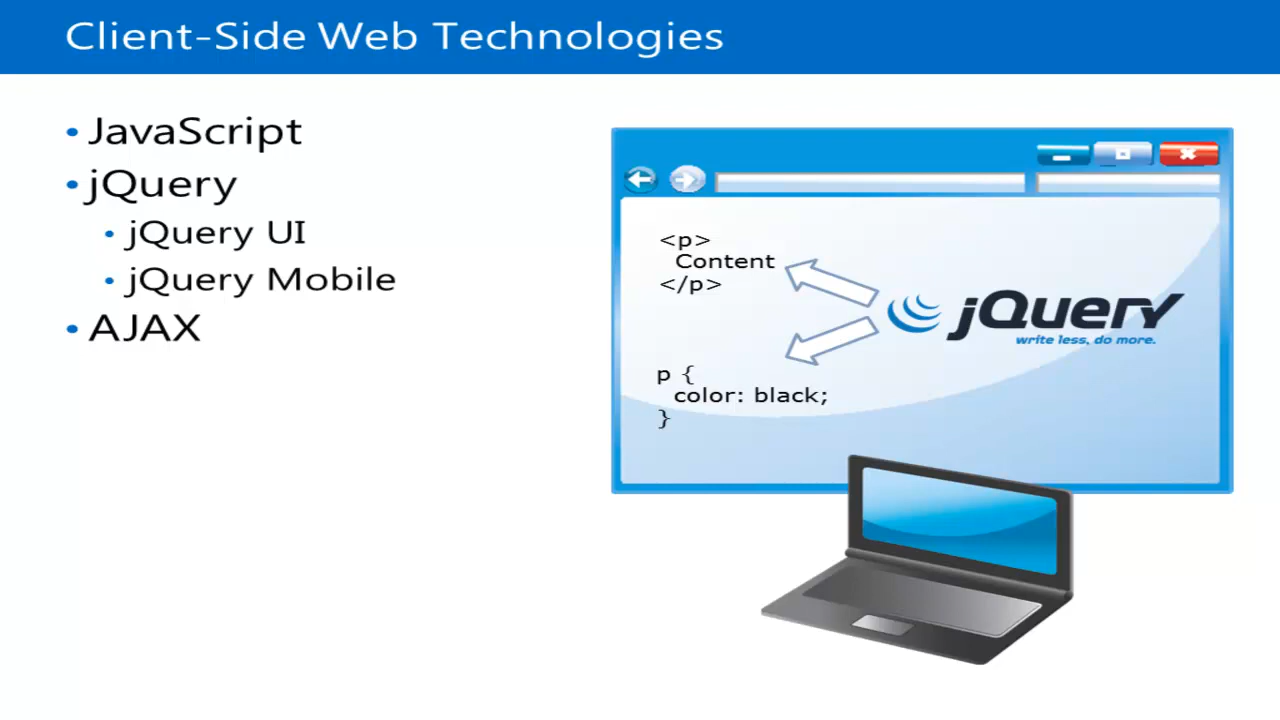 Client-Side Web Technologies
• JavaScript
• jQuery
• jQuery UI
• jQuery Mobile
• AJAX
<p>
Content
</p>
jQuery
write less, do more.
p {
color: black;
}